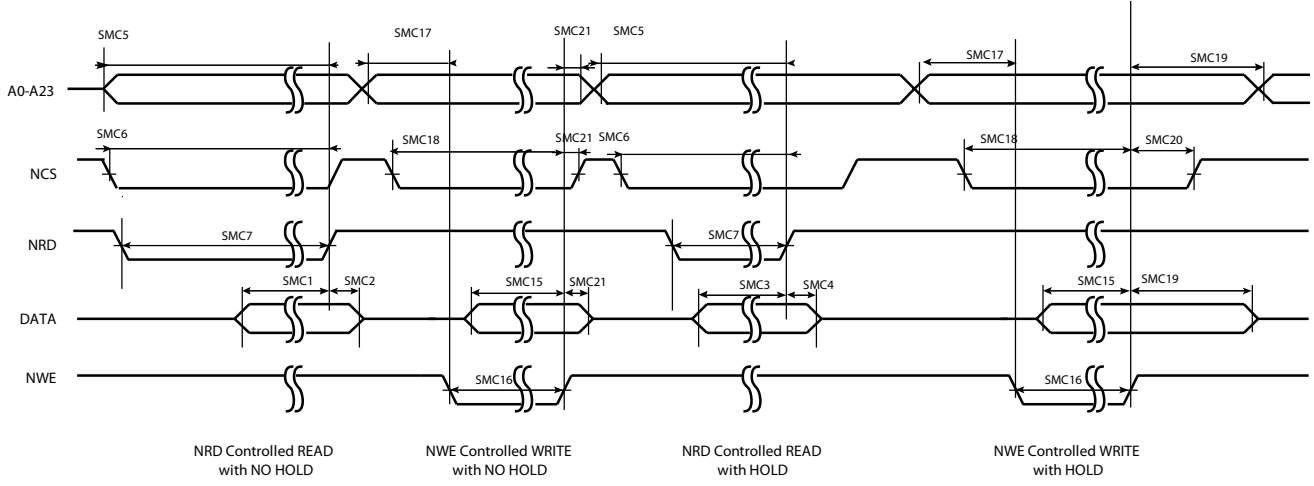 SMC5
SMC17
SMC21
SMC5
SMC17
SMC19
A0-A23
SMC6
SMC18
SMC21
SMC6
SMC18
SMC20
NCS
NRD
SMC7
SMC7
SMC1
SMC2
SMC15
SMC21
SMC3
SMC4
SMC15
SMC19
DATA
NWE
SMC16
SMC16
NRD Controlled READ
with NO HOLD
NWE Controlled WRITE
with NO HOLD
NRD Controlled READ
with HOLD
NWE Controlled WRITE
with HOLD